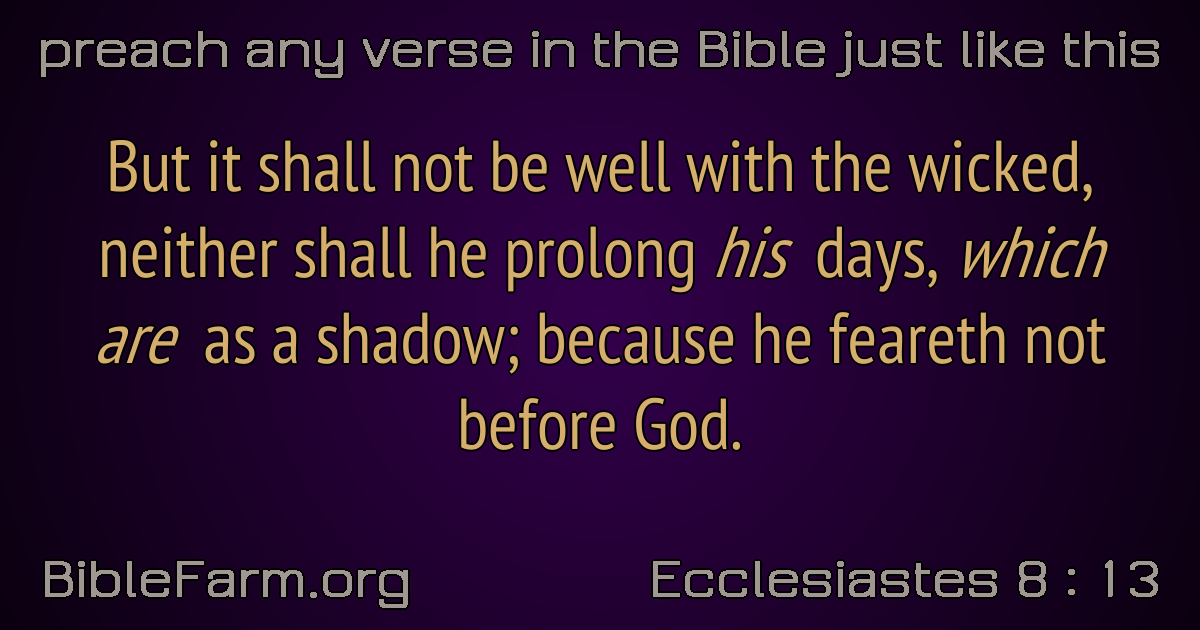 preach any verse in the Bible just like this
But it shall not be well with the wicked,
neither shall he prolong his days, which
are as a shadow; because he feareth not
before God.
BibleFarm.org
Ecclesiastes 8 : 13